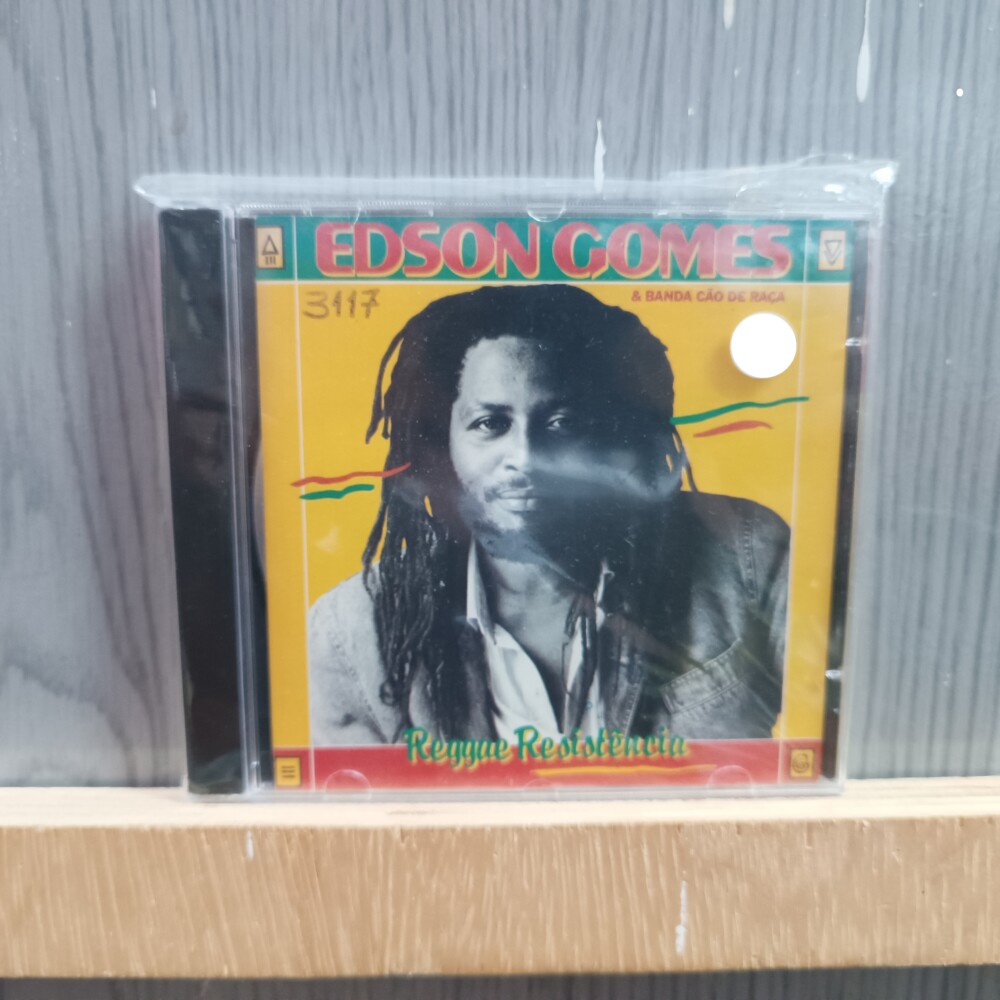 EDSON GOMES
& BANDA CÃO DE RAÇA
3117
Reggae Resistência